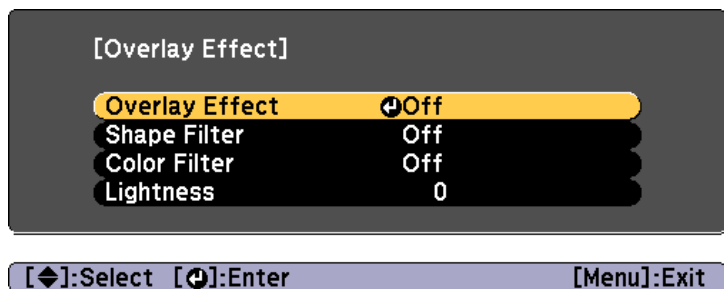 [Overlay Effect]
Overlay Effect Off
Shape Filter Off
Color Filter Off
Lightness 0
[◆]:Select [⏎]:Enter [Menu]:Exit